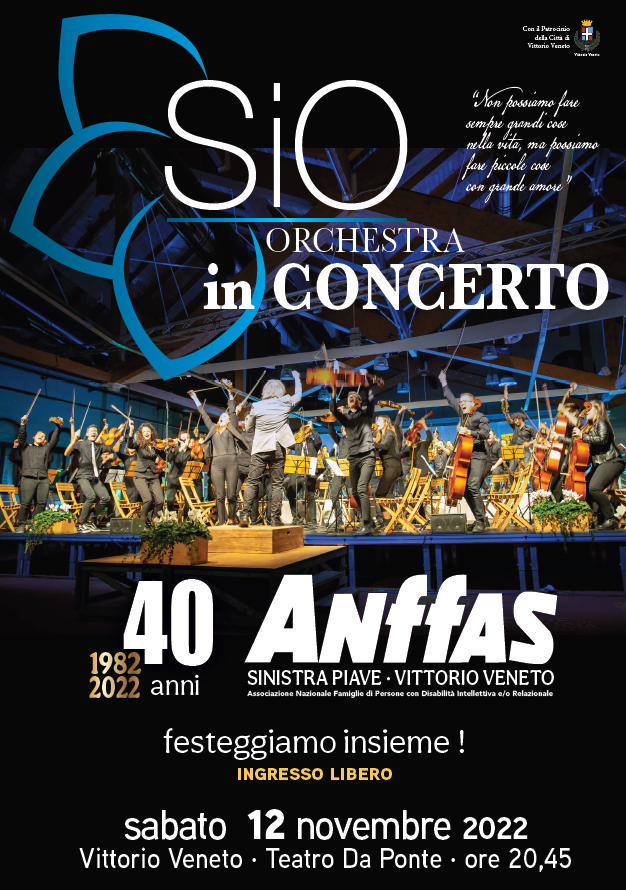 Con il Patrocinio
della Città di
Vittorio Veneto
Vittorio Veneto
SiO
"Non possiamo fare
sempre grandi cose
nella vita, ma possiamo
fare piccole cose
con grande amore"
ORCHESTRA
in CONCERTO
40
1982
2022 anni
ANffAS
SINISTRA PIAVE · VITTORIO VENETO
Associazione Nazionale Famiglie di Persone con Disabilità Intellettiva e/o Relazionale
festeggiamo insieme !
INGRESSO LIBERO
sabato 12 novembre 2022
Vittorio Veneto · Teatro Da Ponte · ore 20,45